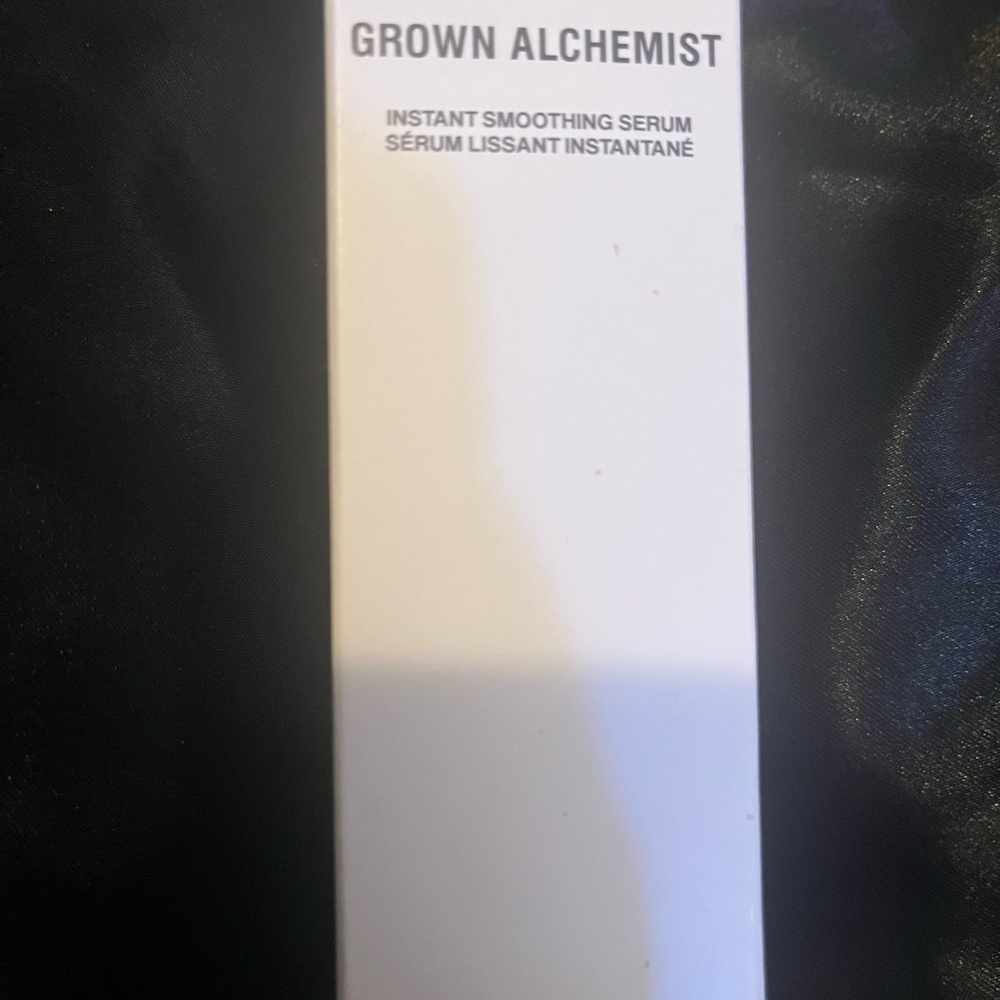 GROWN ALCHEMIST
INSTANT SMOOTHING SERUM
SÉRUM LISSANT INSTANTANÉ